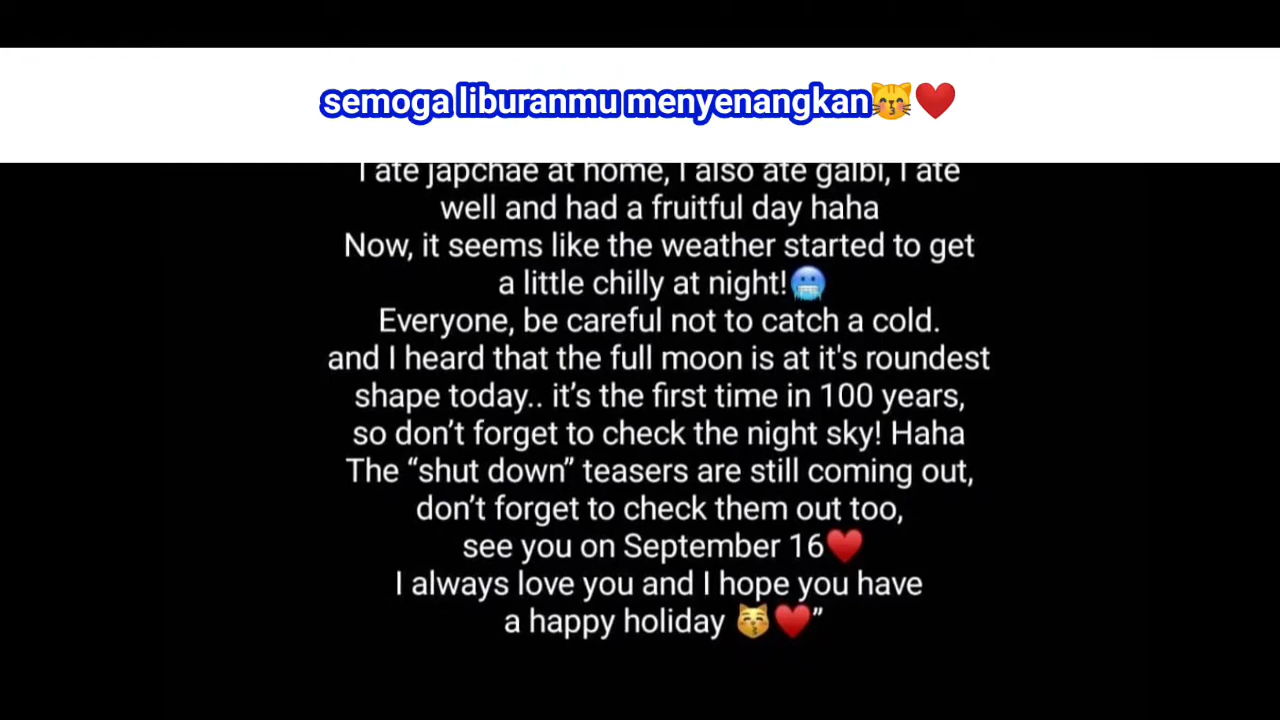 semoga liburanmu menyenangkan😽❤️
I ate japchae at home, I also ate galbi, I ate
well and had a fruitful day haha
Now, it seems like the weather started to get
a little chilly at night!🥶
Everyone, be careful not to catch a cold.
and I heard that the full moon is at it's roundest
shape today.. it’s the first time in 100 years,
so don’t forget to check the night sky! Haha
The “shut down” teasers are still coming out,
don’t forget to check them out too,
see you on September 16♥️
I always love you and I hope you have
a happy holiday 😽♥️”